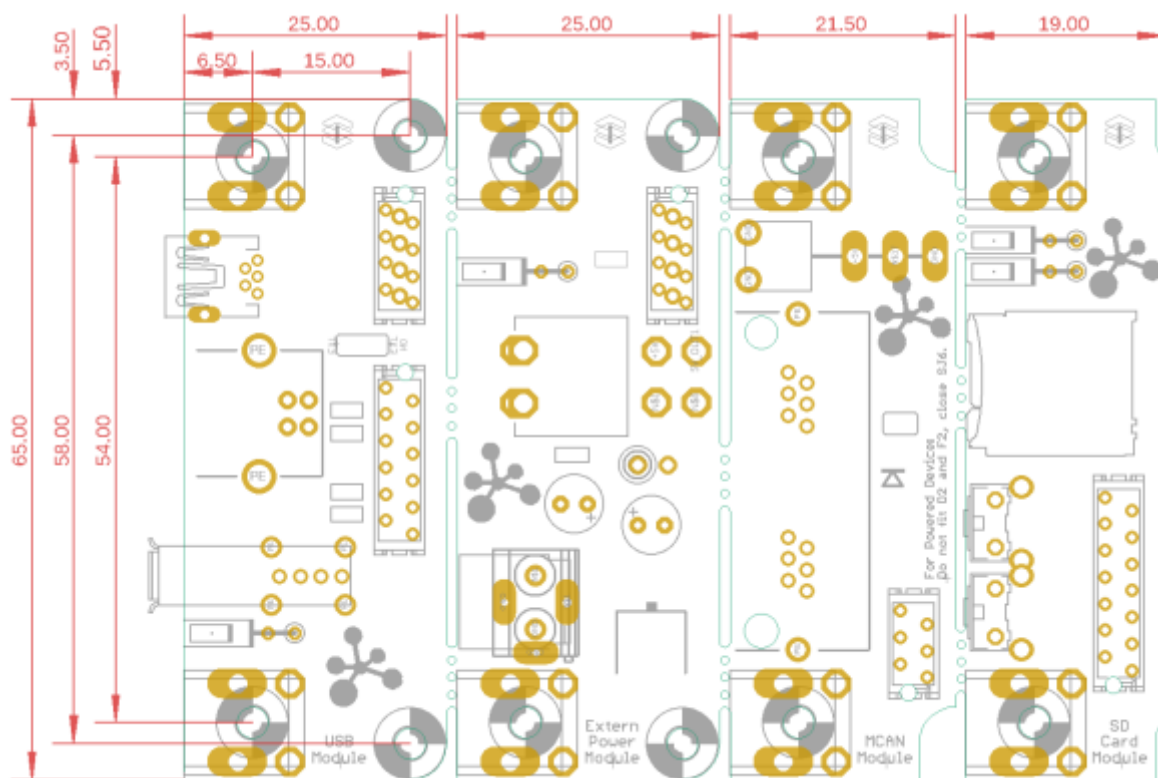 25.00
25.00
21.50
19.00
3.50
5.50
6.50
15.00
65.00
58.00
54.00
PE
PE
For Powered Devices
Do not fit D2 and F2, close SJ6.
USB
Module
Extern
Power
Module
MCAN
Module
SD
Card
Module